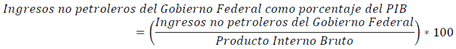 Ingresos no petroleros del Gobierno Federal como porcentaje del PIB
= (Ingresos no petroleros del Gobierno Federal / Producto Interno Bruto) * 100